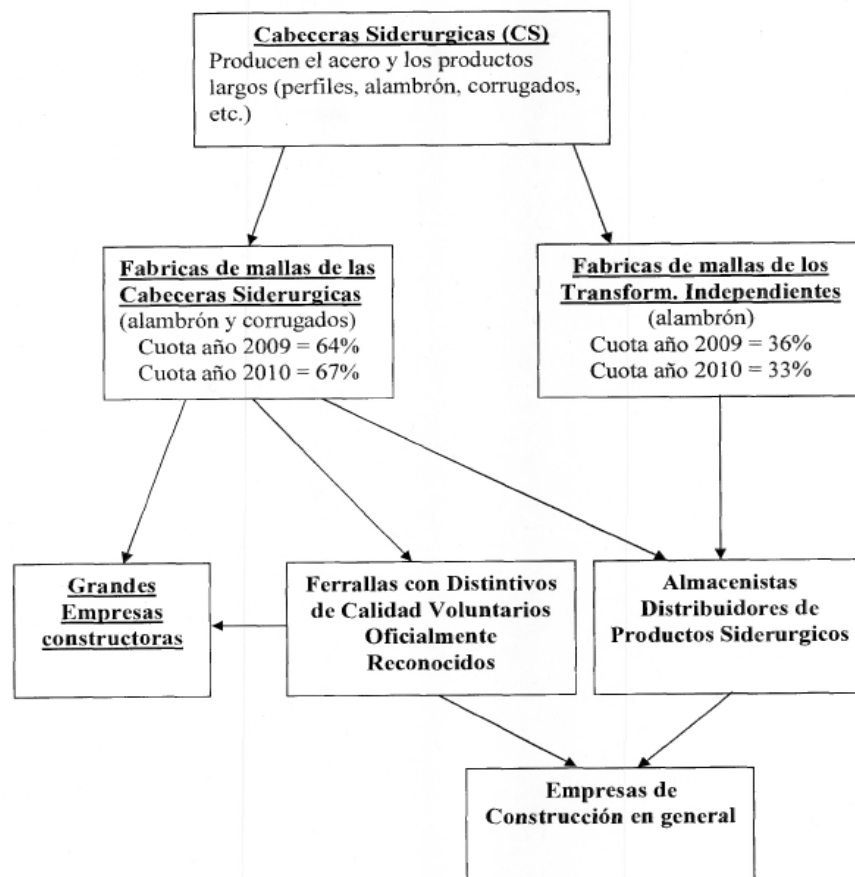 Cabeceras Siderurgicas (CS)
Producen el acero y los productos
largos (perfiles, alambrón, corrugados,
etc.)
Fabricas de mallas de las
Cabeceras Siderurgicas
(alambrón y corrugados)
Cuota año 2009 = 64%
Cuota año 2010 = 67%
Fabricas de mallas de los
Transform. Independientes
(alambrón)
Cuota año 2009 = 36%
Cuota año 2010 = 33%
Grandes
Empresas
constructoras
Ferrallas con Distintivos
de Calidad Voluntarios
Oficialmente
Reconocidos
Almacenistas
Distribuidores de
Productos Siderurgicos
Empresas de
Construcción en general